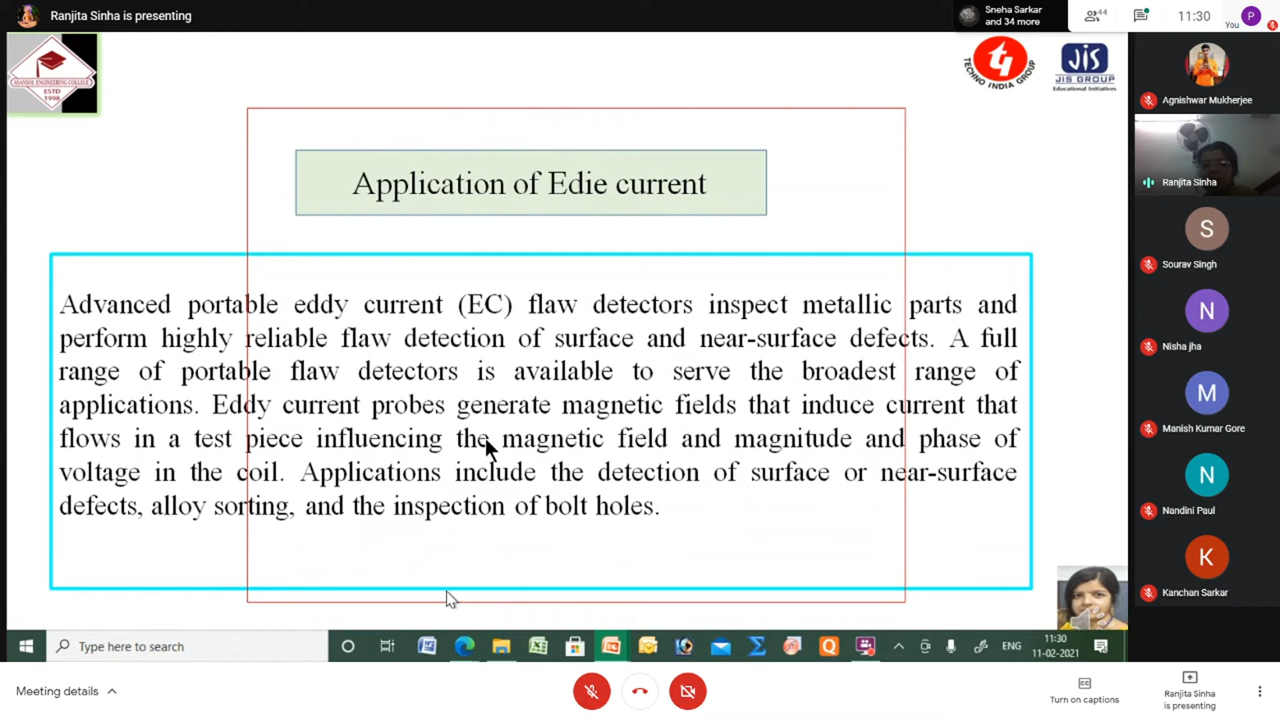 Ranjita Sinha is presenting
Sneha Sarkar
and 34 more
44
11:30
You
P
ASANSOL ENGINEERING COLLEGE
ESTD
1998
TECHNO INDIA GROUP
JIS
JIS GROUP
Educational Initiatives
Application of Edie current
Advanced portable eddy current (EC) flaw detectors inspect metallic parts and
perform highly reliable flaw detection of surface and near-surface defects. A full
range of portable flaw detectors is available to serve the broadest range of
applications. Eddy current probes generate magnetic fields that induce current that
flows in a test piece influencing the magnetic field and magnitude and phase of
voltage in the coil. Applications include the detection of surface or near-surface
defects, alloy sorting, and the inspection of bolt holes.
Agnishwar Mukherjee
Ranjita Sinha
S
Sourav Singh
N
Nisha jha
M
Manish Kumar Gore
N
Nandini Paul
K
Kanchan Sarkar
Type here to search
ENG
11:30
11-02-2021
Meeting details
Turn on captions
Ranjita Sinha
is presenting